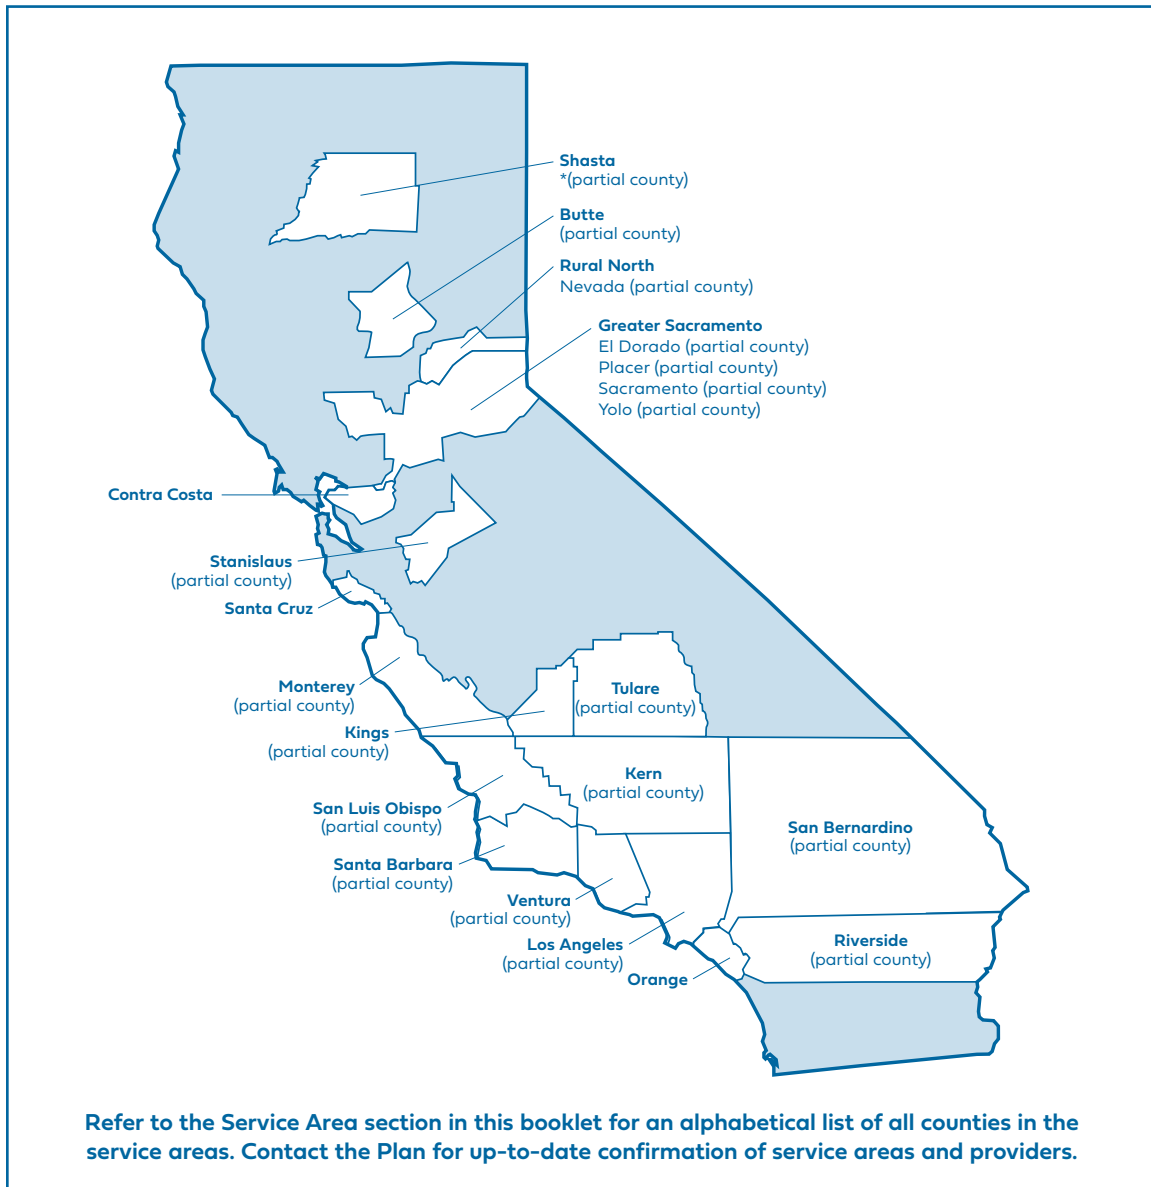 Shasta
*(partial county)
Butte
(partial county)
Rural North
Nevada (partial county)
Greater Sacramento
El Dorado (partial county)
Placer (partial county)
Sacramento (partial county)
Yolo (partial county)
Contra Costa
Stanislaus
(partial county)
Santa Cruz
Monterey
(partial county)
Kings
(partial county)
Tulare
(partial county)
Kern
(partial county)
San Luis Obispo
(partial county)
San Bernardino
(partial county)
Santa Barbara
(partial county)
Ventura
(partial county)
Los Angeles
(partial county)
Riverside
(partial county)
Orange
Refer to the Service Area section in this booklet for an alphabetical list of all counties in the
service areas. Contact the Plan for up-to-date confirmation of service areas and providers.